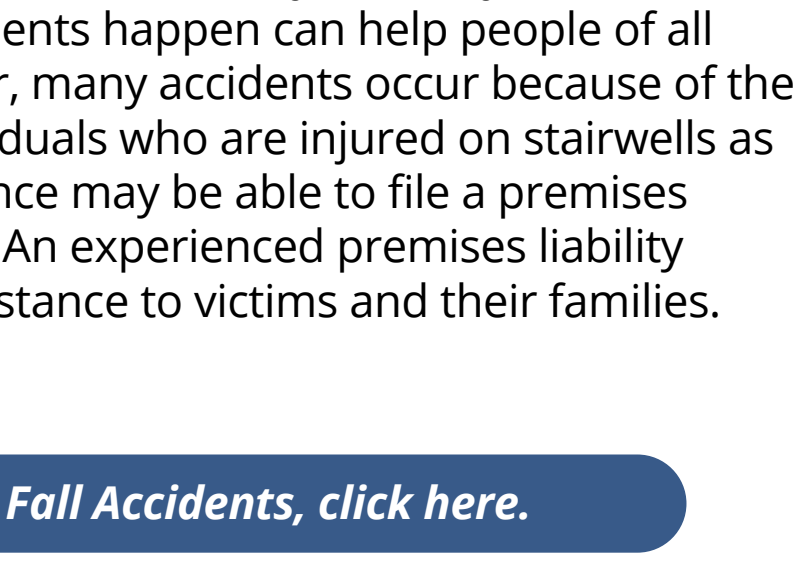 ents happen can help people of all
r, many accidents occur because of the
duals who are injured on stairwells as
nce may be able to file a premises
An experienced premises liability
stance to victims and their families.
Fall Accidents, click here.